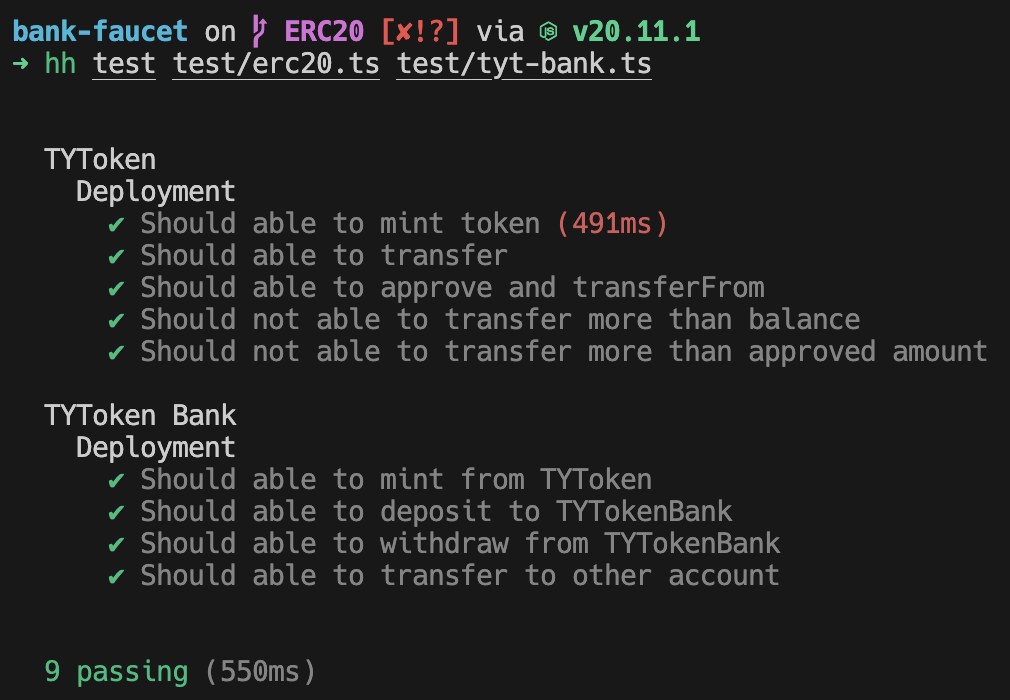 bank-faucet on ERC20 [✘!?] via v20.11.1
➜ hh test test/erc20.ts test/tyt-bank.ts
TYToken
Deployment
✔ Should able to mint token (491ms)
✔ Should able to transfer
✔ Should able to approve and transferFrom
✔ Should not able to transfer more than balance
✔ Should not able to transfer more than approved amount
TYToken Bank
Deployment
✔ Should able to mint from TYToken
✔ Should able to deposit to TYTokenBank
✔ Should able to withdraw from TYTokenBank
✔ Should able to transfer to other account
9 passing (550ms)